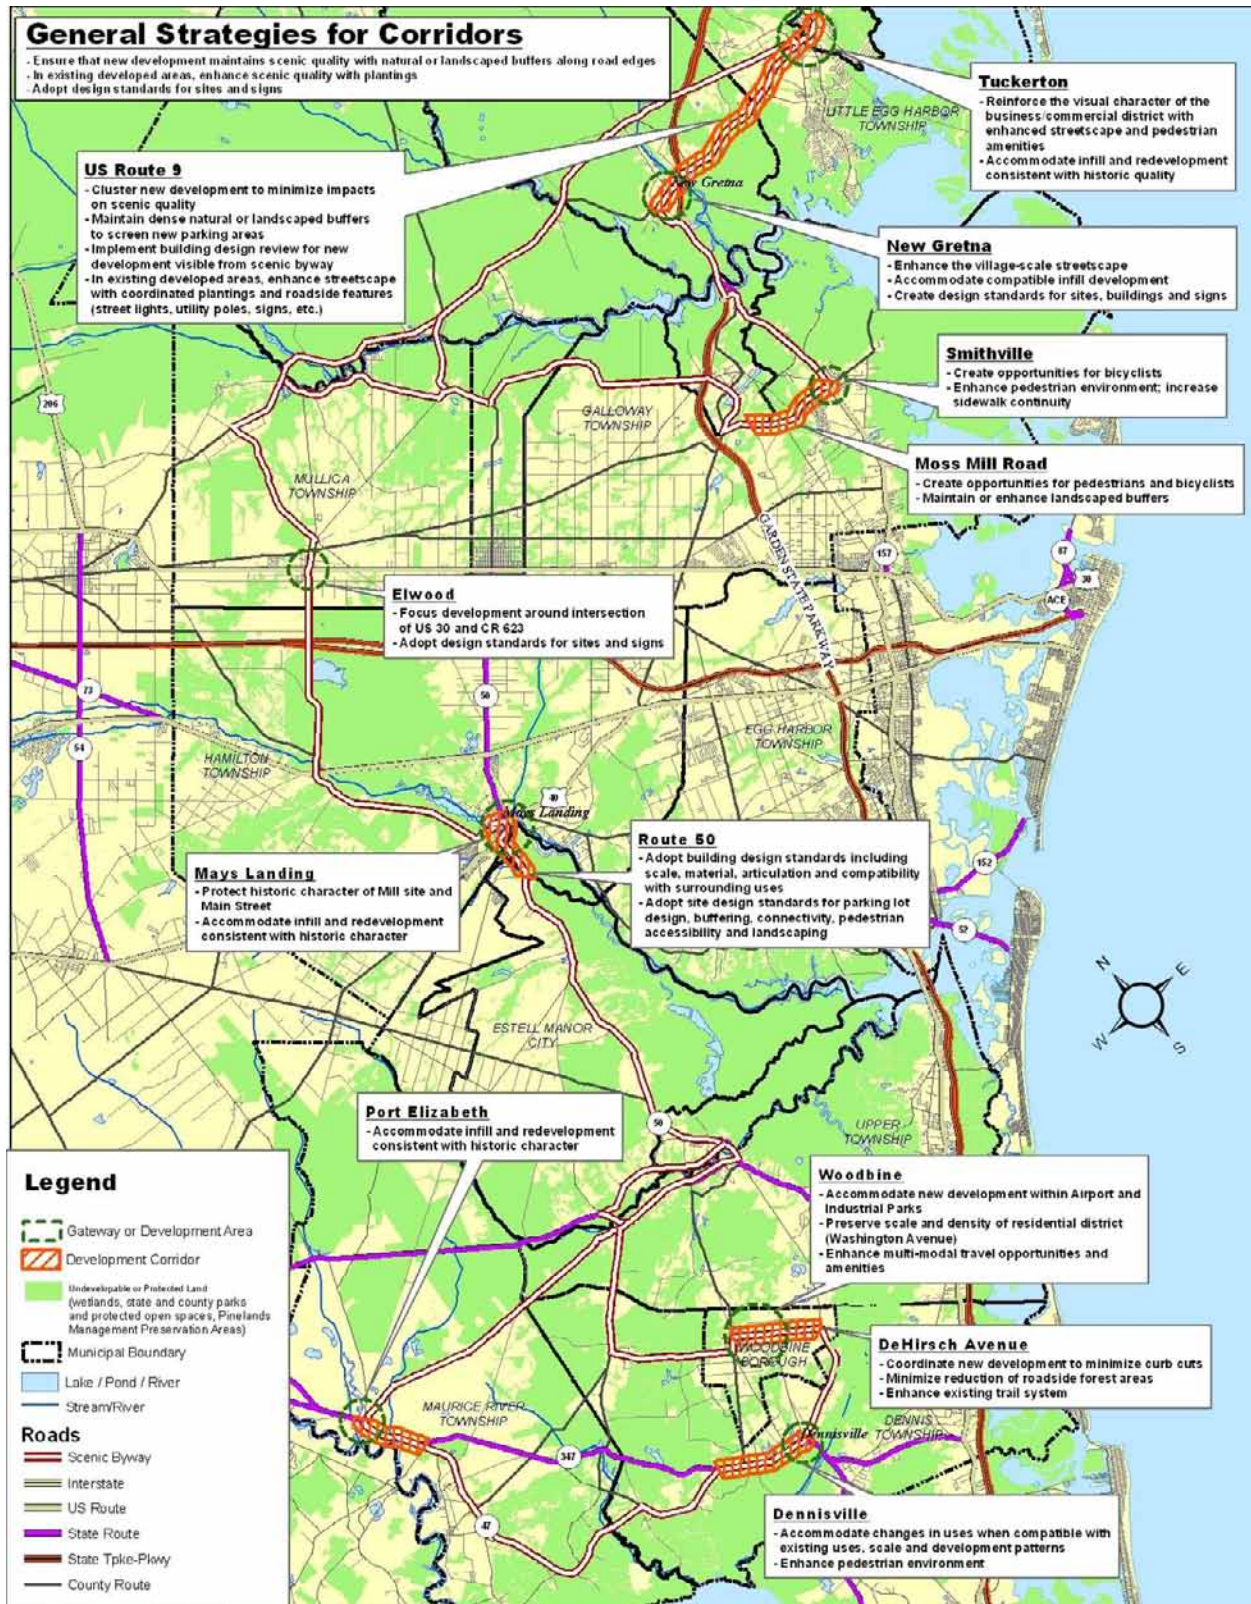 General Strategies for Corridors
- Ensure that new development maintains scenic quality with natural or landscaped buffers along road edges
- In existing developed areas, enhance scenic quality with plantings
- Adopt design standards for sites and signs
Tuckerton
- Reinforce the visual character of the
business/commercial district with
enhanced streetscape and pedestrian
amenities
- Accommodate infill and redevelopment
consistent with historic quality
LITTLE EGG HARBOR
TOWNSHIP
US Route 9
- Cluster new development to minimize impacts
on scenic quality
- Maintain dense natural or landscaped buffers
to screen new parking areas
- Implement building design review for new
development visible from scenic byway
- In existing developed areas, enhance streetscape
with coordinated plantings and roadside features
(street lights, utility poles, signs, etc.)
New Gretna
New Gretna
- Enhance the village-scale streetscape
- Accommodate compatible infill development
- Create design standards for sites, buildings and signs
Smithville
- Create opportunities for bicyclists
- Enhance pedestrian environment; increase
sidewalk continuity
206
GALLOWAY
TOWNSHIP
Moss Mill Road
- Create opportunities for pedestrians and bicyclists
- Maintain or enhance landscaped buffers
MULLICA
TOWNSHIP
GARDEN STATE PARKWAY
157
87
30
ACE
Elwood
- Focus development around intersection
of US 30 and CR 623
- Adopt design standards for sites and signs
73
50
54
EGG HARBOR
TOWNSHIP
HAMILTON
TOWNSHIP
40
Mays Landing
Route 50
- Adopt building design standards including
scale, material, articulation and compatibility
with surrounding uses
- Adopt site design standards for parking lot
design, buffering, connectivity, pedestrian
accessibility and landscaping
Mays Landing
- Protect historic character of Mill site and
Main Street
- Accommodate infill and redevelopment
consistent with historic character
152
52
N
E
W
S
ESTELL MANOR
CITY
Port Elizabeth
- Accommodate infill and redevelopment
consistent with historic character
50
UPPER
TOWNSHIP
Woodbine
- Accommodate new development within Airport and
Industrial Parks
- Preserve scale and density of residential district
(Washington Avenue)
- Enhance multi-modal travel opportunities and
amenities
WOODBINE
BOROUGH
DeHirsch Avenue
- Coordinate new development to minimize curb cuts
- Minimize reduction of roadside forest areas
- Enhance existing trail system
MAURICE RIVER
TOWNSHIP
DENNIS
TOWNSHIP
Dennisville
347
47
Dennisville
- Accommodate changes in uses when compatible with
existing uses, scale and development patterns
- Enhance pedestrian environment
Legend
Gateway or Development Area
Development Corridor
Undevelopable or Protected Land
(wetlands, state and county parks
and protected open spaces, Pinelands
Management Preservation Areas)
Municipal Boundary
Lake / Pond / River
Stream/River
Roads
Scenic Byway
Interstate
US Route
State Route
State Tpke-Pkwy
County Route